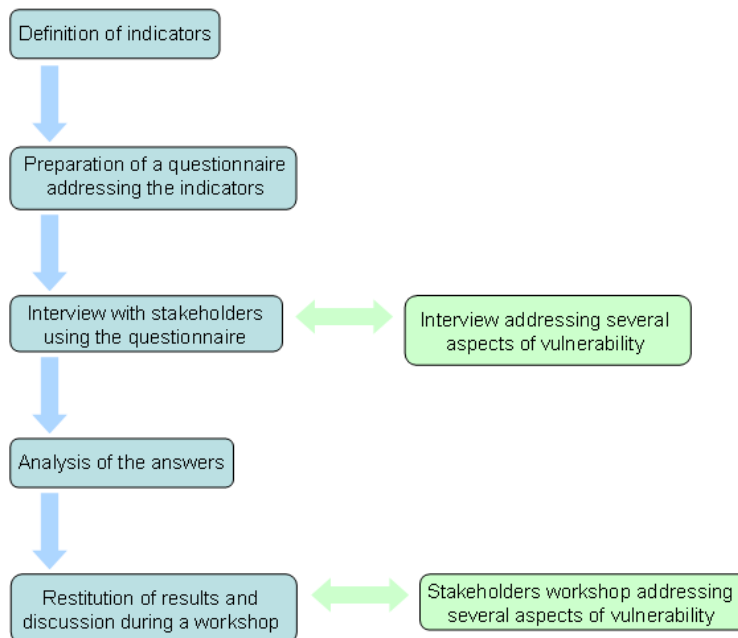 Definition of indicators
Preparation of a questionnaire
addressing the indicators
Interview with stakeholders
using the questionnaire
Interview addressing several
aspects of vulnerability
Analysis of the answers
Restitution of results and
discussion during a workshop
Stakeholders workshop addressing
several aspects of vulnerability